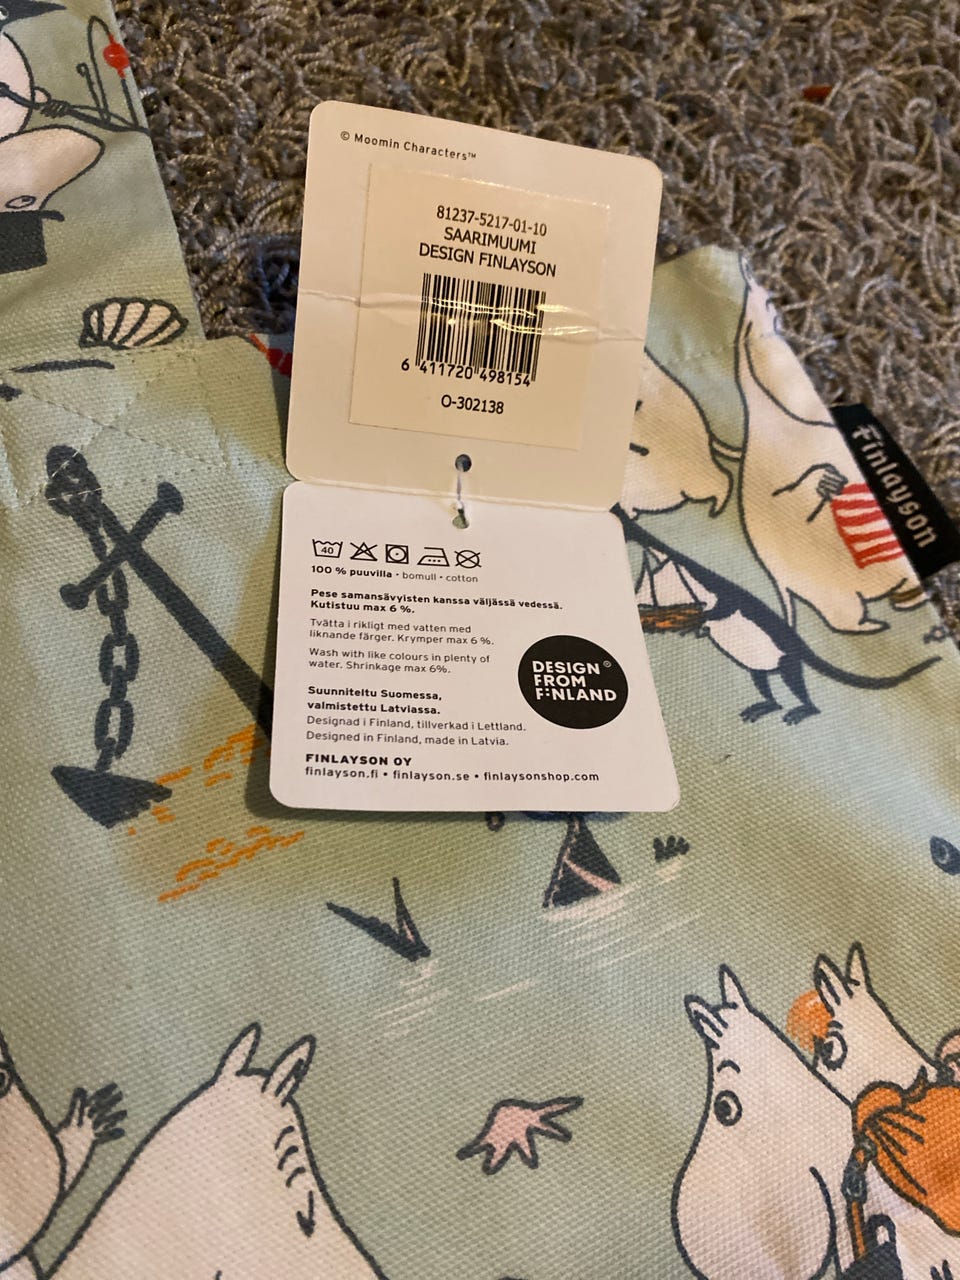 © Moomin Characters™
81237-5217-01-10
SAARIMUUMI
DESIGN FINLAYSON
6 411720 498154
O-302138
40
100 % puuvilla • bomull • cotton
Pese samansävyisten kanssa väljässä vedessä.
Kutistuu max 6 %.
Tvätta i rikligt med vatten med
liknande färger. Krymper max 6 %.
Wash with like colours in plenty of
water. Shrinkage max 6%.
Suunniteltu Suomessa,
valmistettu Latviassa.
Designad i Finland, tillverkad i Lettland.
Designed in Finland, made in Latvia.
FINLAYSON OY
finlayson.fi • finlayson.se • finlaysonshop.com
DESIGN®
FROM
FINLAND
Finlayson